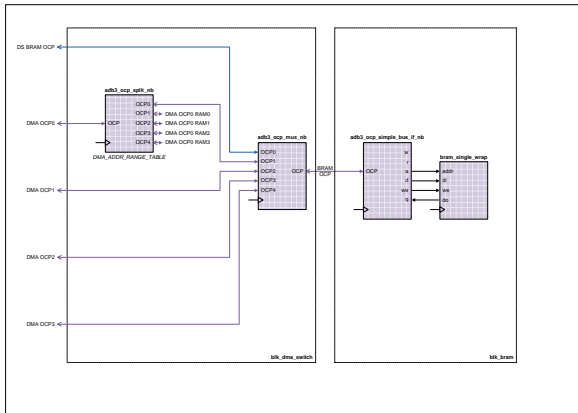 DS BRAM OCP
adb3_ocp_split_nb
OCP0
OCP1
DMA OCP0 RAM0
DMA OCP0
OCP
OCP2
DMA OCP0 RAM1
OCP3
DMA OCP0 RAM2
OCP4
DMA OCP0 RAM3
DMA_ADDR_RANGE_TABLE
adb3_ocp_mux_nb
OCP0
OCP1
OCP2
OCP
OCP3
OCP4
BRAM
OCP
adb3_ocp_simple_bus_if_nb
OCP
w
r
a
d
we
q
bram_single_wrap
addr
di
we
do
DMA OCP1
DMA OCP2
DMA OCP3
blk_dma_switch
blk_bram